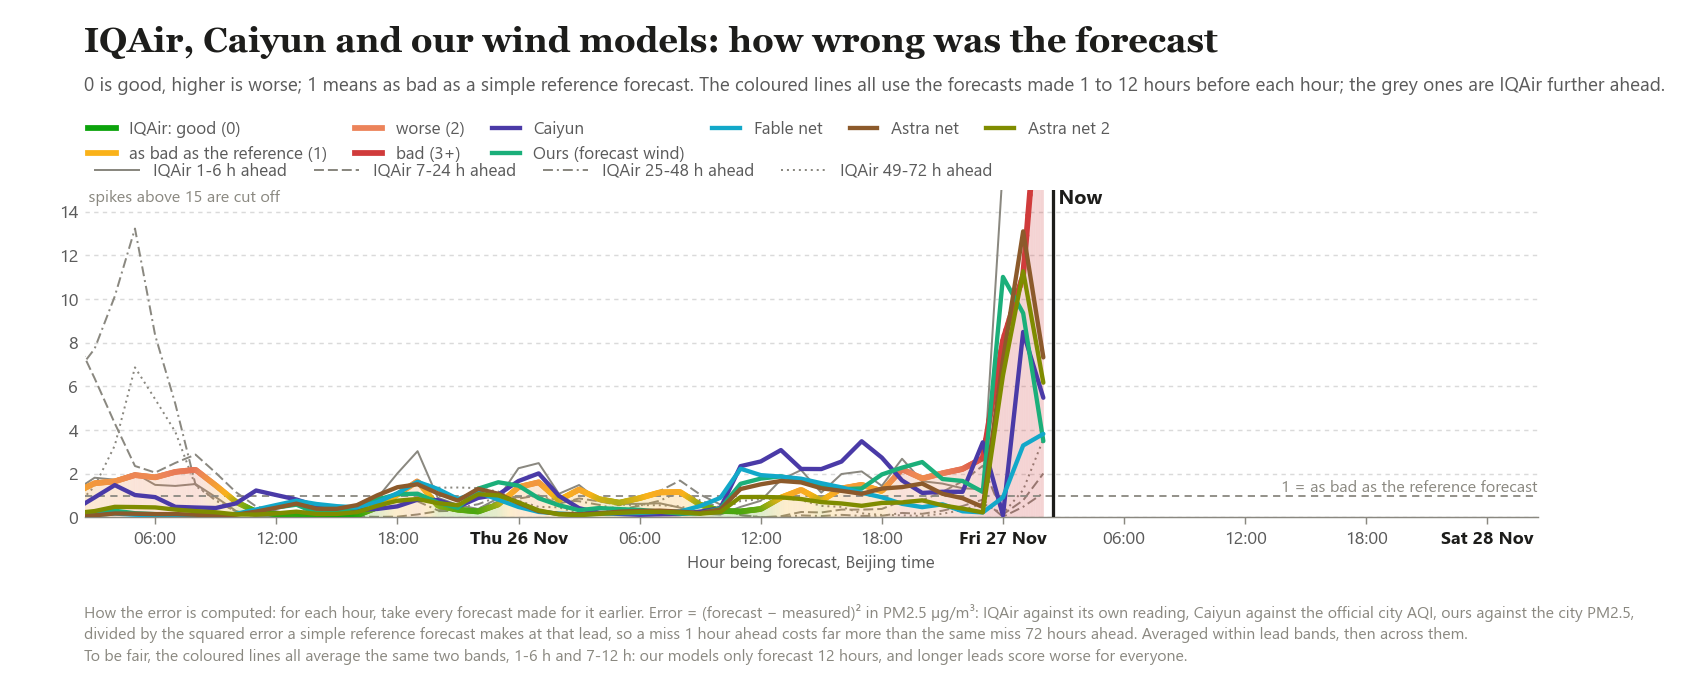 IQAir, Caiyun and our wind models: how wrong was the forecast
0 is good, higher is worse; 1 means as bad as a simple reference forecast. The coloured lines all use the forecasts made 1 to 12 hours before each hour; the grey ones are IQAir further ahead.
IQAir: good (0) worse (2) Caiyun Fable net Astra net Astra net 2
as bad as the reference (1) bad (3+) Ours (forecast wind)
IQAir 1-6 h ahead IQAir 7-24 h ahead IQAir 25-48 h ahead IQAir 49-72 h ahead
spikes above 15 are cut off
Now
14
12
10
8
6
4
2
0
1 = as bad as the reference forecast
06:00 12:00 18:00 Thu 26 Nov 06:00 12:00 18:00 Fri 27 Nov 06:00 12:00 18:00 Sat 28 Nov
Hour being forecast, Beijing time
How the error is computed: for each hour, take every forecast made for it earlier. Error = (forecast − measured)² in PM2.5 µg/m³: IQAir against its own reading, Caiyun against the official city AQI, ours against the city PM2.5,
divided by the squared error a simple reference forecast makes at that lead, so a miss 1 hour ahead costs far more than the same miss 72 hours ahead. Averaged within lead bands, then across them.
To be fair, the coloured lines all average the same two bands, 1-6 h and 7-12 h: our models only forecast 12 hours, and longer leads score worse for everyone.